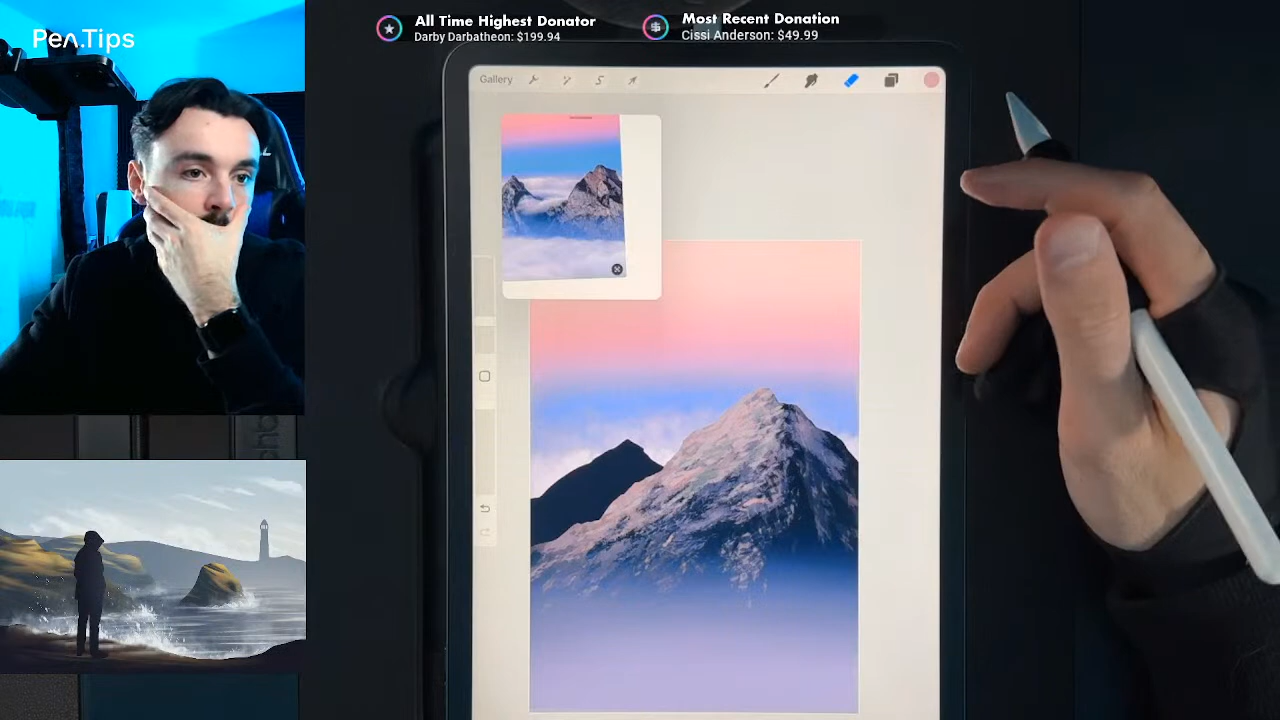 Pen.Tips
All Time Highest Donator
Darby Darbatheon: $199.94
Most Recent Donation
Cissi Anderson: $49.99
Gallery